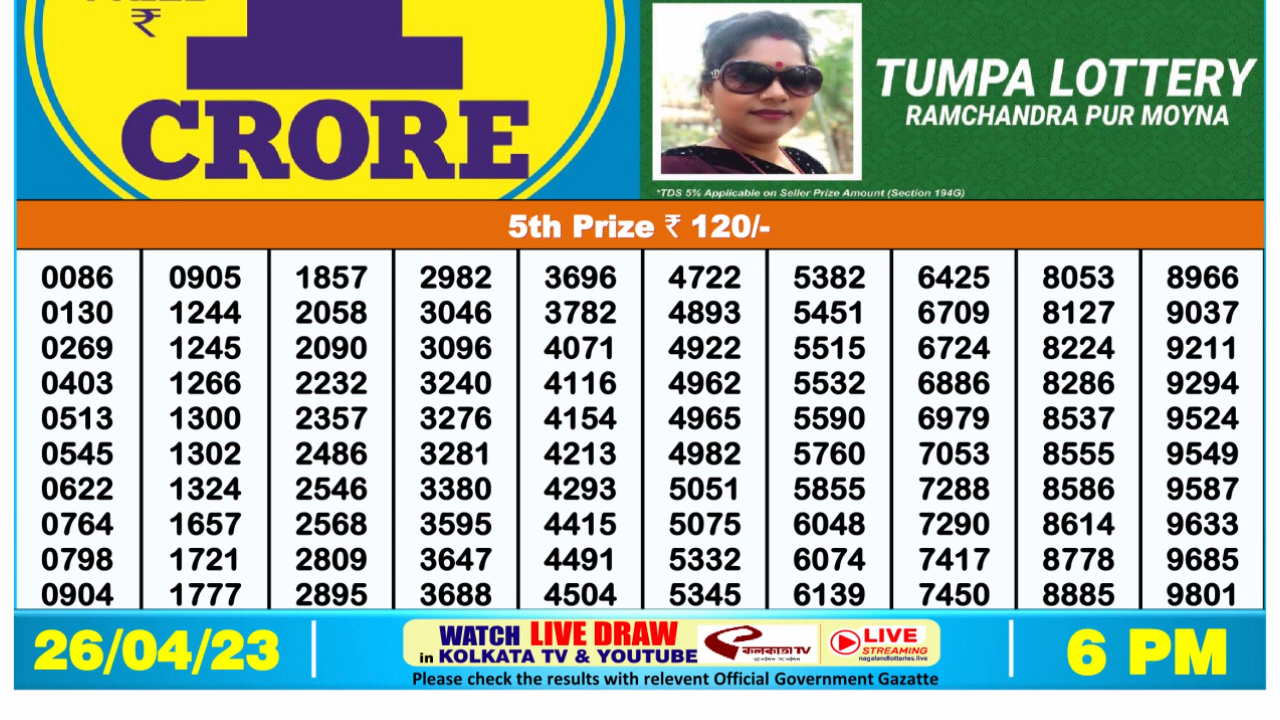 ₹
1
CRORE
TUMPA LOTTERY
RAMCHANDRA PUR MOYNA
*TDS 5% Applicable on Seller Prize Amount (Section 194G)
5th Prize ₹ 120/-
0086 0905 1857 2982 3696 4722 5382 6425 8053 8966
0130 1244 2058 3046 3782 4893 5451 6709 8127 9037
0269 1245 2090 3096 4071 4922 5515 6724 8224 9211
0403 1266 2232 3240 4116 4962 5532 6886 8286 9294
0513 1300 2357 3276 4154 4965 5590 6979 8537 9524
0545 1302 2486 3281 4213 4982 5760 7053 8555 9549
0622 1324 2546 3380 4293 5051 5855 7288 8586 9587
0764 1657 2568 3595 4415 5075 6048 7290 8614 9633
0798 1721 2809 3647 4491 5332 6074 7417 8778 9685
0904 1777 2895 3688 4504 5345 6139 7450 8885 9801
26/04/23
WATCH LIVE DRAW
in KOLKATA TV & YOUTUBE
কলকাতা TV
LIVE
STREAMING
nagalandlotteries.live
6 PM
Please check the results with relevent Official Government Gazatte